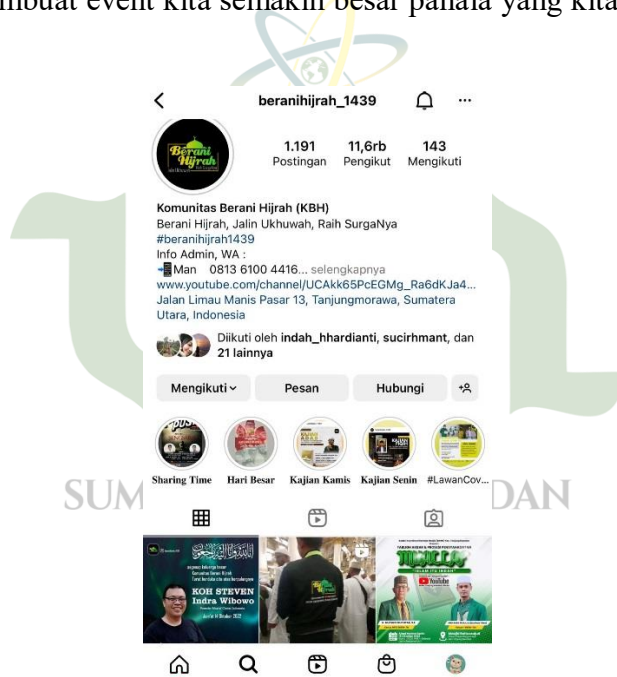 mbuat event kita semakin besar pahala yang kita
beranihijrah_1439
Berani
Hijrah
1.191 11,6rb 143
Postingan Pengikut Mengikuti
Komunitas Berani Hijrah (KBH)
Berani Hijrah, Jalin Ukhuwah, Raih SurgaNya
#beranihijrah1439
Info Admin, WA :
Man 0813 6100 4416... selengkapnya
www.youtube.com/channel/UCAkk65PcEGMg_Ra6dKJa4...
Jalan Limau Manis Pasar 13, Tanjungmorawa, Sumatera
Utara, Indonesia
Diikuti oleh indah_hhardianti, sucirhmant, dan
21 lainnya
Mengikuti Pesan Hubungi
Sharing Time Hari Besar Kajian Kamis Kajian Senin #LawanCov...
SUM DAN
KOH STEVEN
Indra Wibowo
YouTube